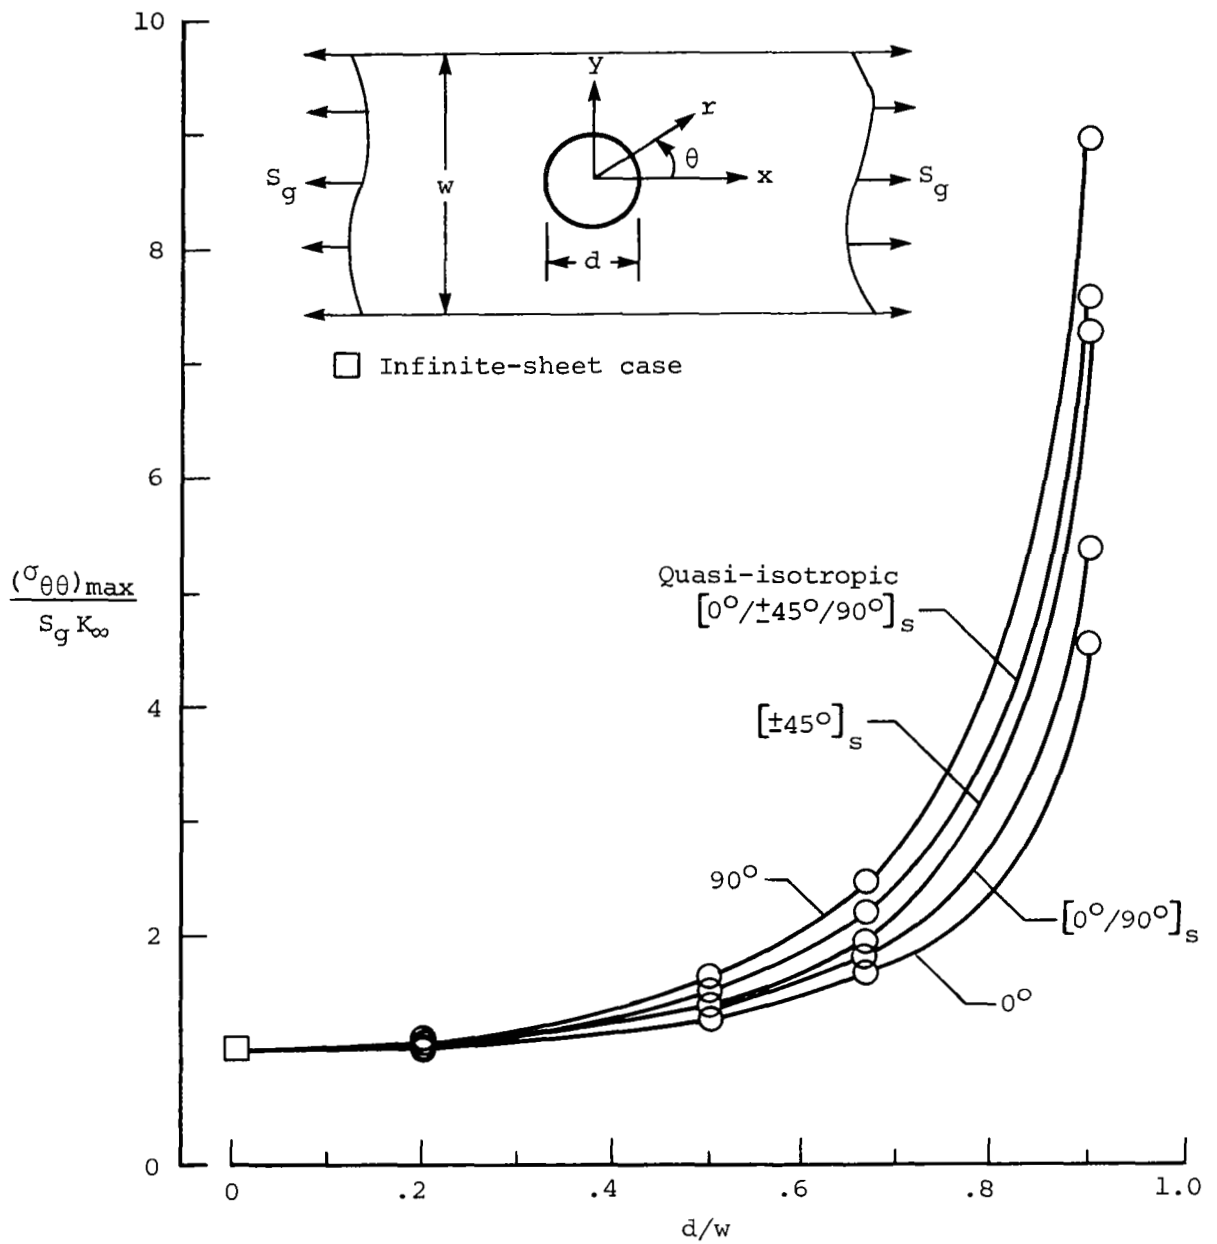 10
y
r
θ
S_g
w
x
S_g
d
8
□ Infinite-sheet case
6
(σ_θθ)max
S_g K_∞
Quasi-isotropic
[0°/±45°/90°]_s
4
[±45°]_s
90°
2
[0°/90°]_s
0°
0
0 .2 .4 .6 .8 1.0
d/w